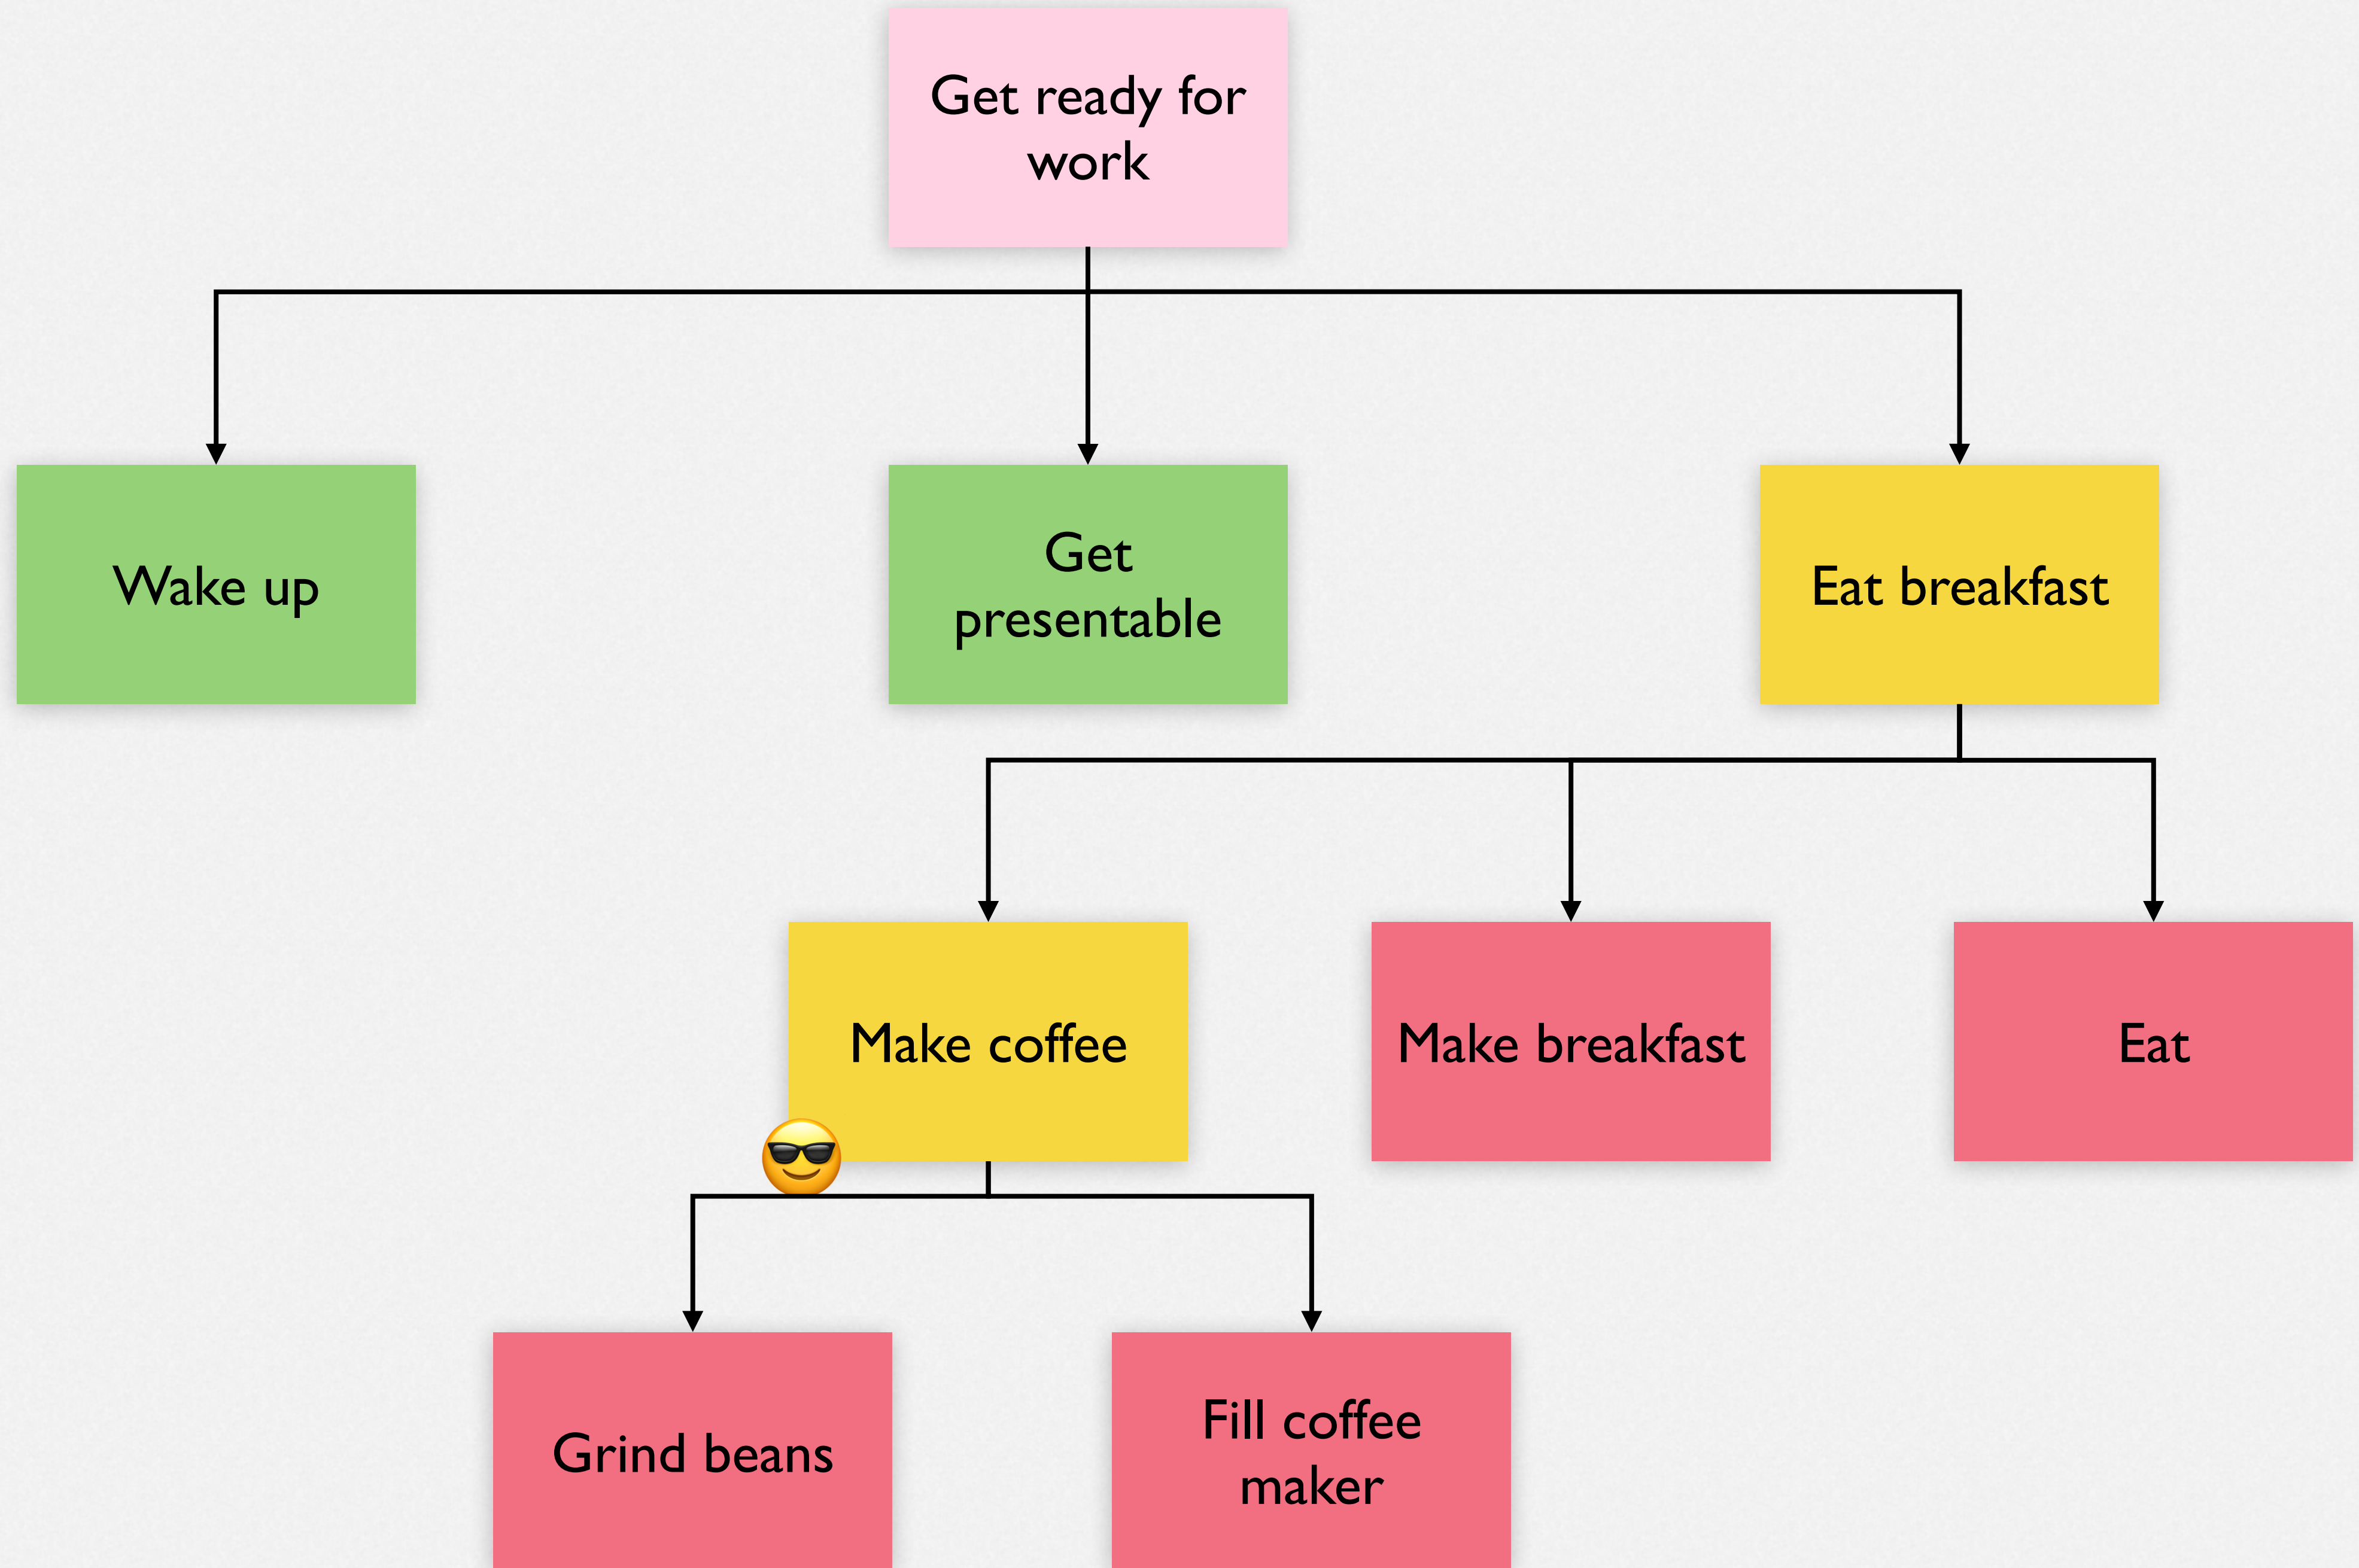 Get ready for
work
Wake up
Get
presentable
Eat breakfast
Make coffee
Make breakfast
Eat
Grind beans
Fill coffee
maker